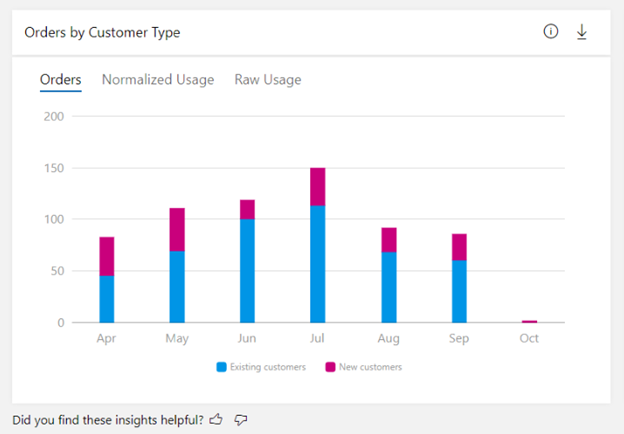 Orders by Customer Type
Orders Normalized Usage Raw Usage
200
150
100
50
0
Apr May Jun Jul Aug Sep Oct
Existing customers New customers
Did you find these insights helpful?